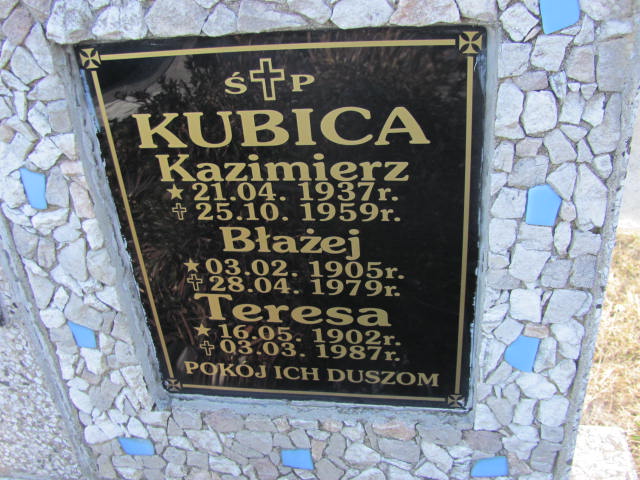 Ś P
KUBICA
Kazimierz
21.04. 1937r.
25.10. 1959r.
Błażej
03.02. 1905r.
28.04. 1979r.
Teresa
16.05. 1902r.
03.03. 1987r.
POKÓJ ICH DUSZOM